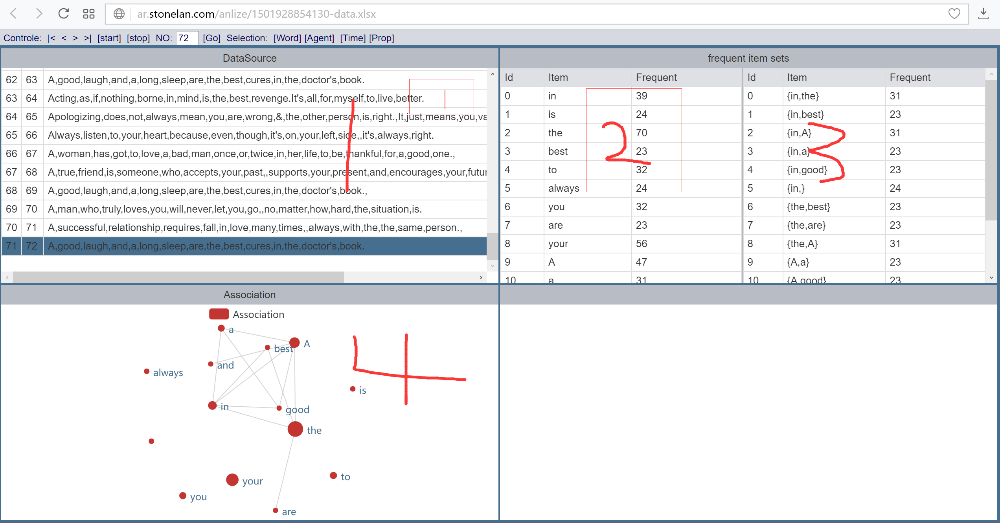 ar.stonelan.com/anlize/1501928854130-data.xlsx
Controle: |< < > >| [start] [stop] NO: 72 [Go] Selection: [Word] [Agent] [Time] [Prop]
DataSource
62 63 A,good,laugh,and,a,long,sleep,are,the,best,cures,in,the,doctor's,book.
63 64 Acting,as,if,nothing,borne,in,mind,is,the,best,revenge.It's,all,for,myself,to,live,better.
64 65 Apologizing,does,not,always,mean,you,are,wrong,&,the,other,person,is,right.,It,just,means,you,va
65 66 Always,listen,to,your,heart,because,even,though,it's,on,your,left,side,,it's,always,right.
66 67 A,woman,has,got,to,love,a,bad,man,once,or,twice,in,her,life,to,be,thankful,for,a,good,one.,
67 68 A,true,friend,is,someone,who,accepts,your,past,,supports,your,present,and,encourages,your,futur
68 69 A,good,laugh,and,a,long,sleep,are,the,best,cures,in,the,doctor's,book.,
69 70 A,man,who,truly,loves,you,will,never,let,you,go,,no,matter,how,hard,the,situation,is.
70 71 A,successful,relationship,requires,fall,in,love,many,times,,always,with,the,the,same,person.,
71 72 A,good,laugh,and,a,long,sleep,are,the,best,cures,in,the,doctor's,book.
1
frequent item sets
Id Item Frequent
0 in 39
1 is 24
2 the 70
3 best 23
4 to 32
5 always 24
6 you 32
7 are 23
8 your 56
9 A 47
10 a 31
2
Id Item Frequent
0 {in,the} 31
1 {in,best} 23
2 {in,A} 31
3 {in,a} 23
4 {in,good} 23
5 {in,} 24
6 {the,best} 23
7 {the,are} 23
8 {the,A} 31
9 {A,a} 23
10 {A,good} 23
3
Association
Association
a
A
best
and
always
is
in
good
the
your
to
you
are
4